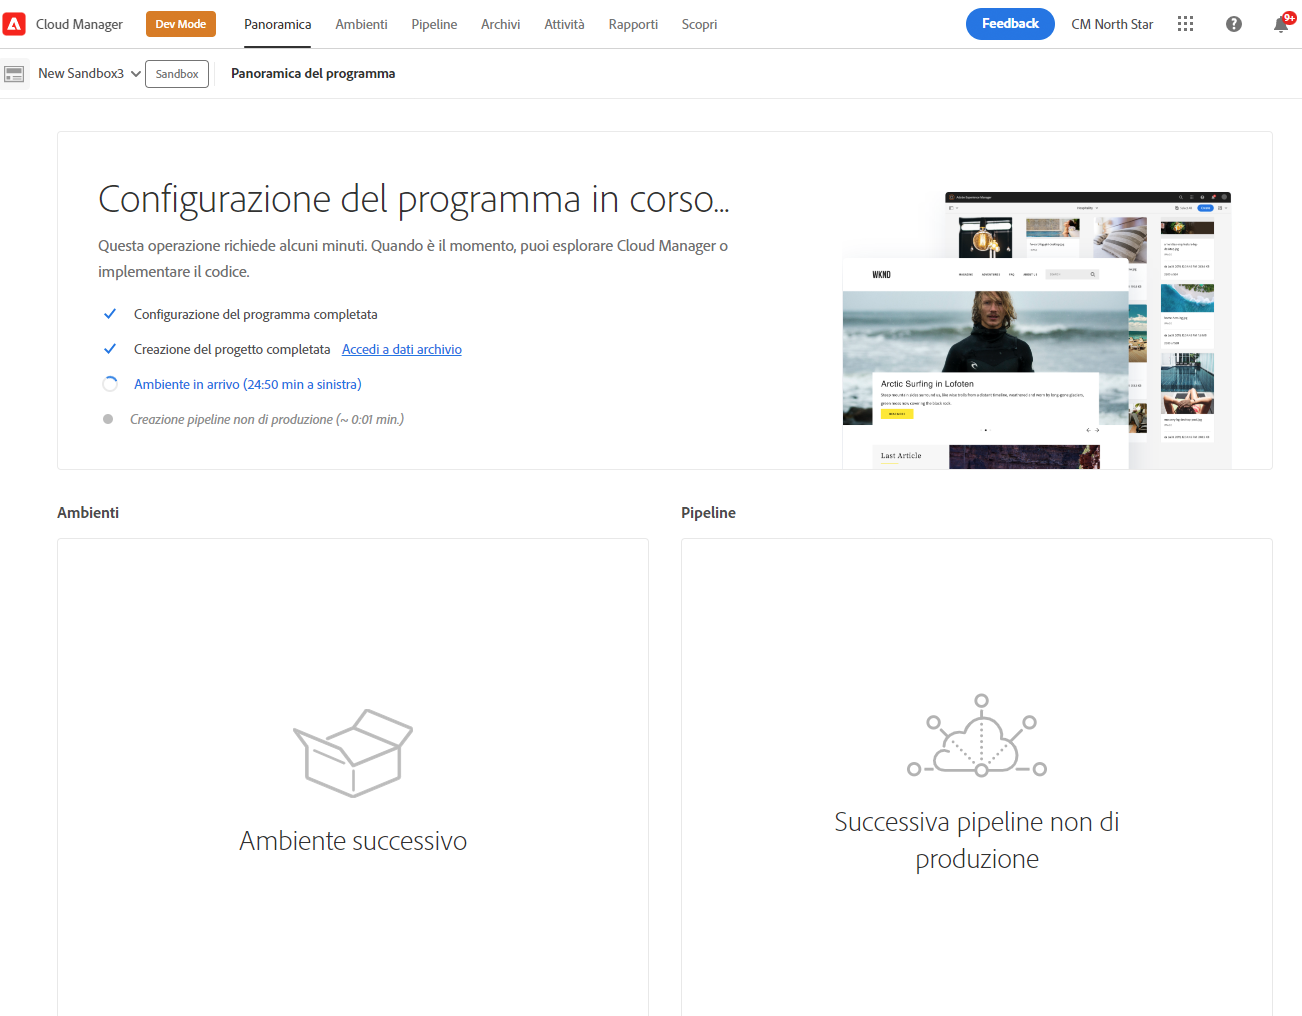 Cloud Manager
Dev Mode
Panoramica
Ambienti
Pipeline
Archivi
Attività
Rapporti
Scopri
Feedback
CM North Star
9+
New Sandbox3
Sandbox
Panoramica del programma
Configurazione del programma in corso...
Questa operazione richiede alcuni minuti. Quando è il momento, puoi esplorare Cloud Manager o
implementare il codice.
Configurazione del programma completata
Creazione del progetto completata Accedi a dati archivio
Ambiente in arrivo (24:50 min a sinistra)
Creazione pipeline non di produzione (~ 0:01 min.)
WKND
Arctic Surfing in Lofoten
Last Article
Ambienti
Pipeline
Ambiente successivo
Successiva pipeline non di
produzione